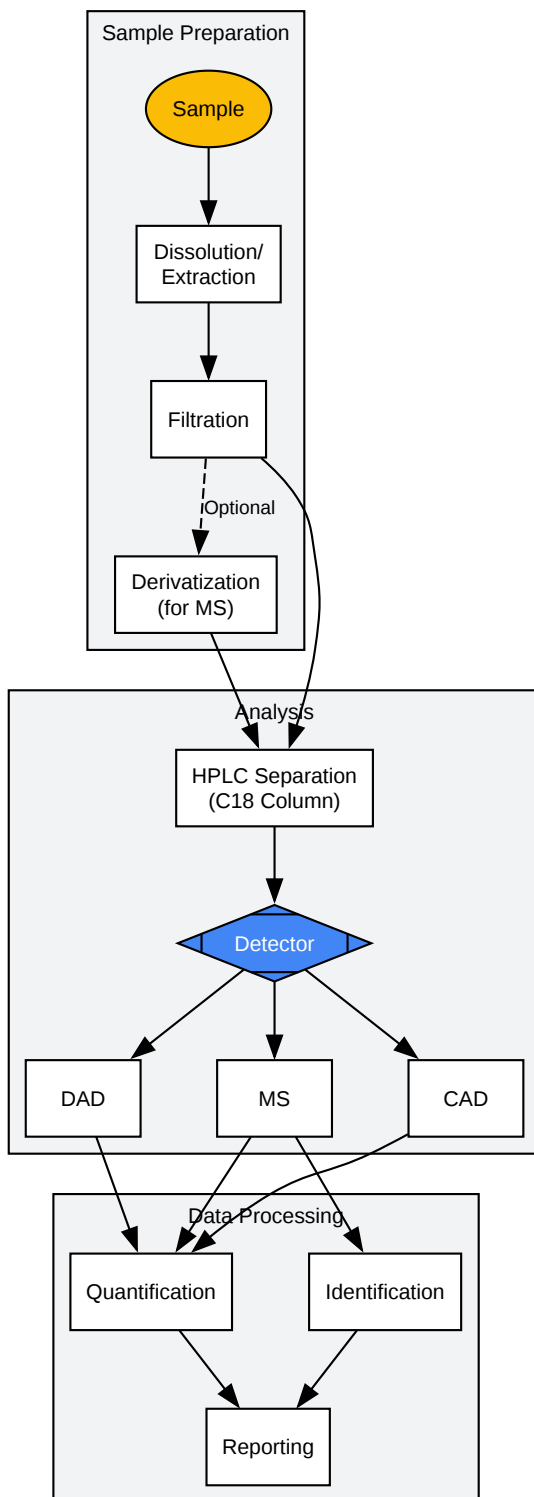 Sample Preparation
Sample
Dissolution/
Extraction
Filtration
Optional
Derivatization
(for MS)
Analysis
HPLC Separation
(C18 Column)
Detector
DAD
MS
CAD
Data Processing
Quantification
Identification
Reporting